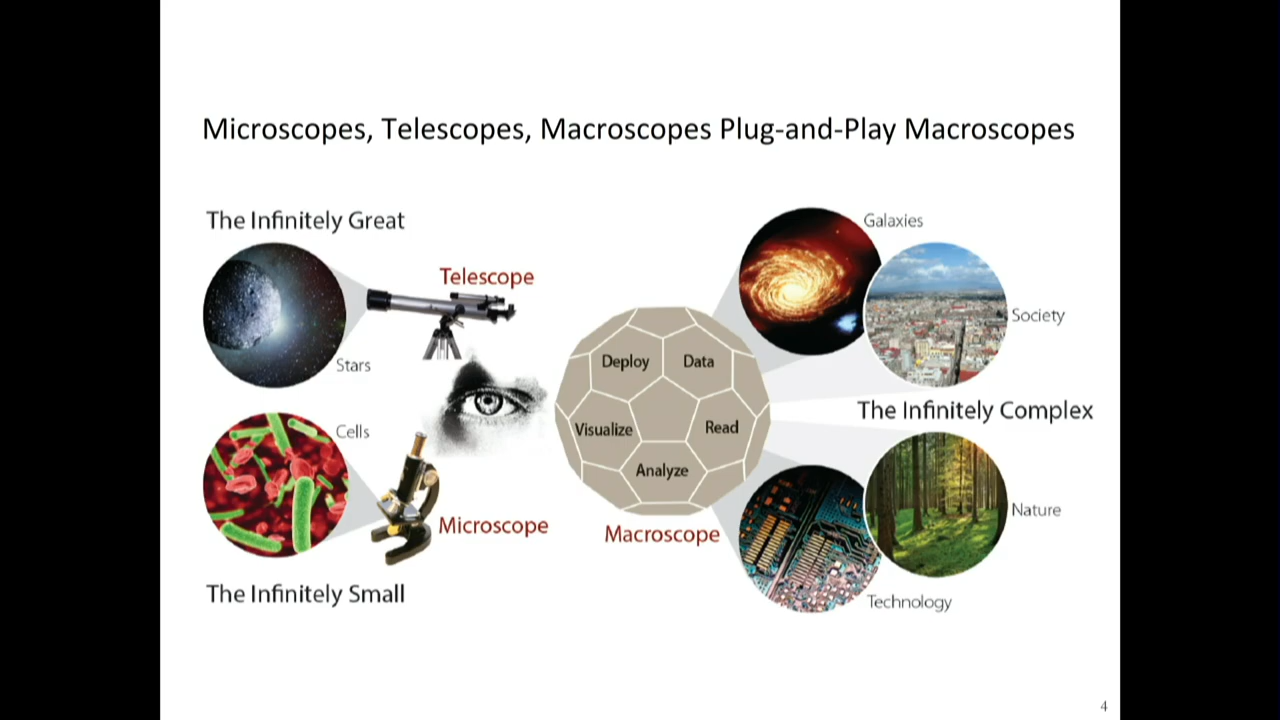 Microscopes, Telescopes, Macroscopes Plug-and-Play Macroscopes
The Infinitely Great
Telescope
Stars
Cells
Microscope
The Infinitely Small
Deploy
Data
Visualize
Read
Analyze
Macroscope
Galaxies
Society
The Infinitely Complex
Nature
Technology
4